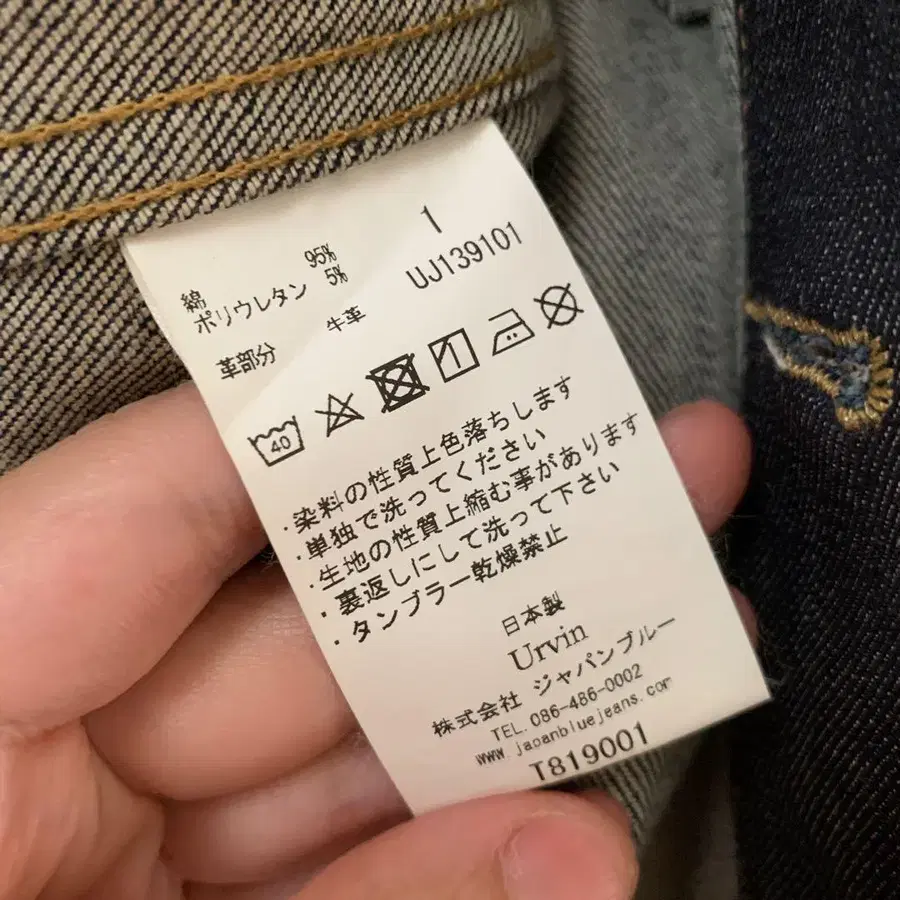 1
UJ139101
綿 95%
ポリウレタン 5%
革部分 牛革
40
・染料の性質上色落ちします
・単独で洗ってください
・生地の性質上縮む事があります
・裏返しにして洗って下さい
・タンブラー乾燥禁止
日本製
Urvin
株式会社 ジャパンブルー
TEL. 086-486-0002
www.japanbluejeans.com
T819001